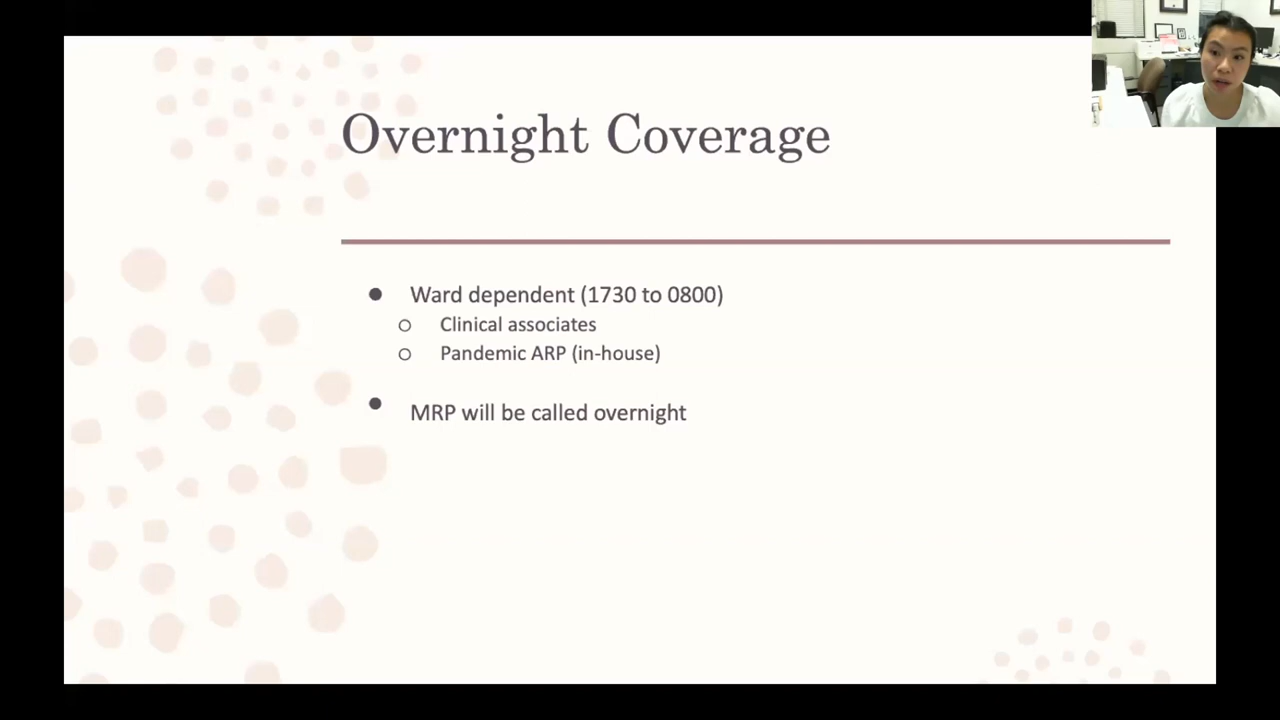 Overnight Coverage
● Ward dependent (1730 to 0800)
○ Clinical associates
○ Pandemic ARP (in-house)
● MRP will be called overnight